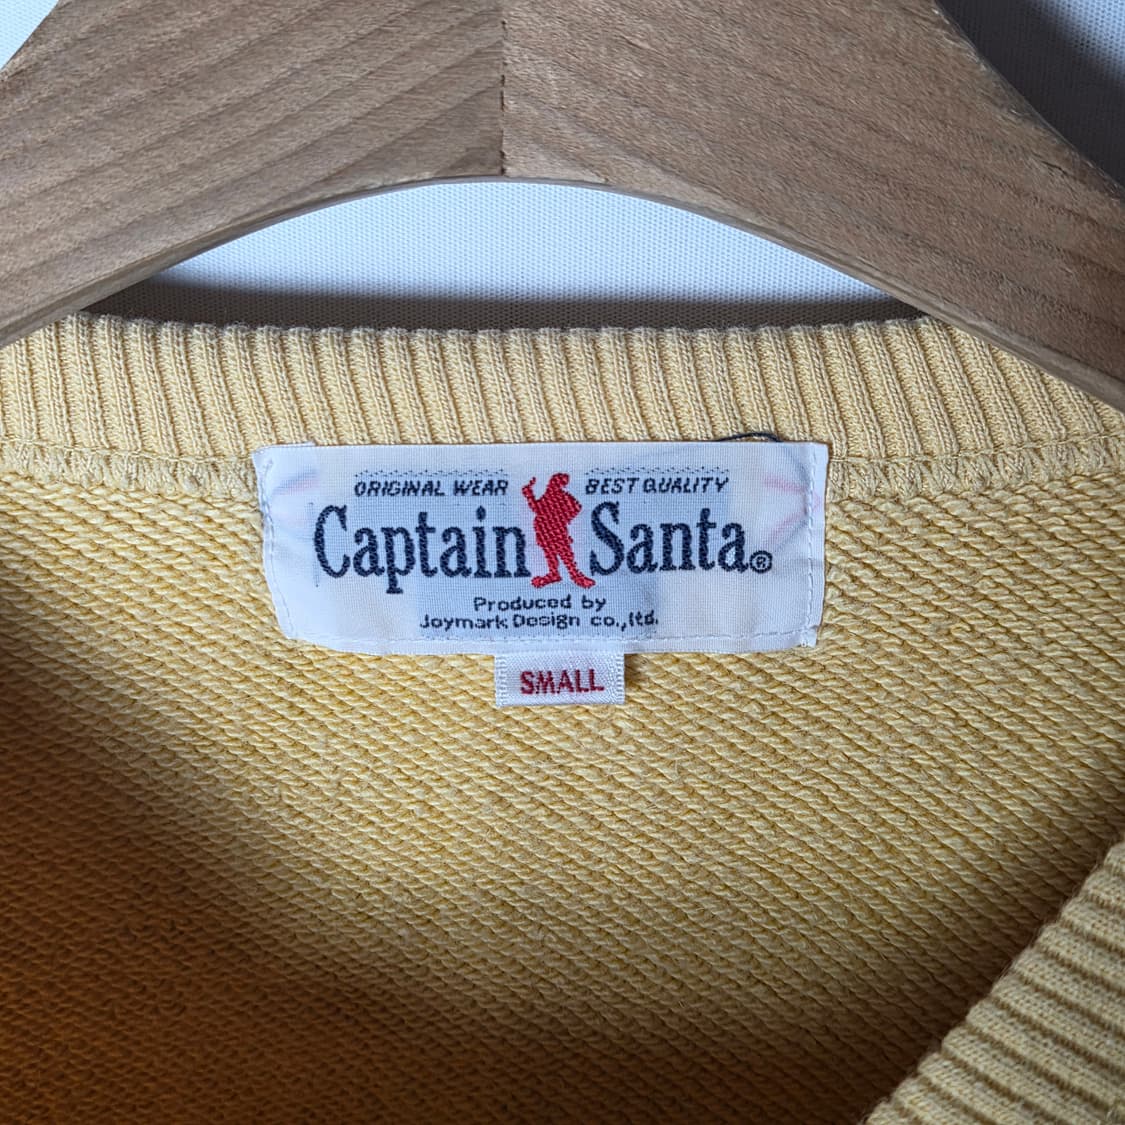 ORIGINAL WEAR BEST QUALITY
Captain Santa®
Produced by
Joymark Design co.,ltd.
SMALL